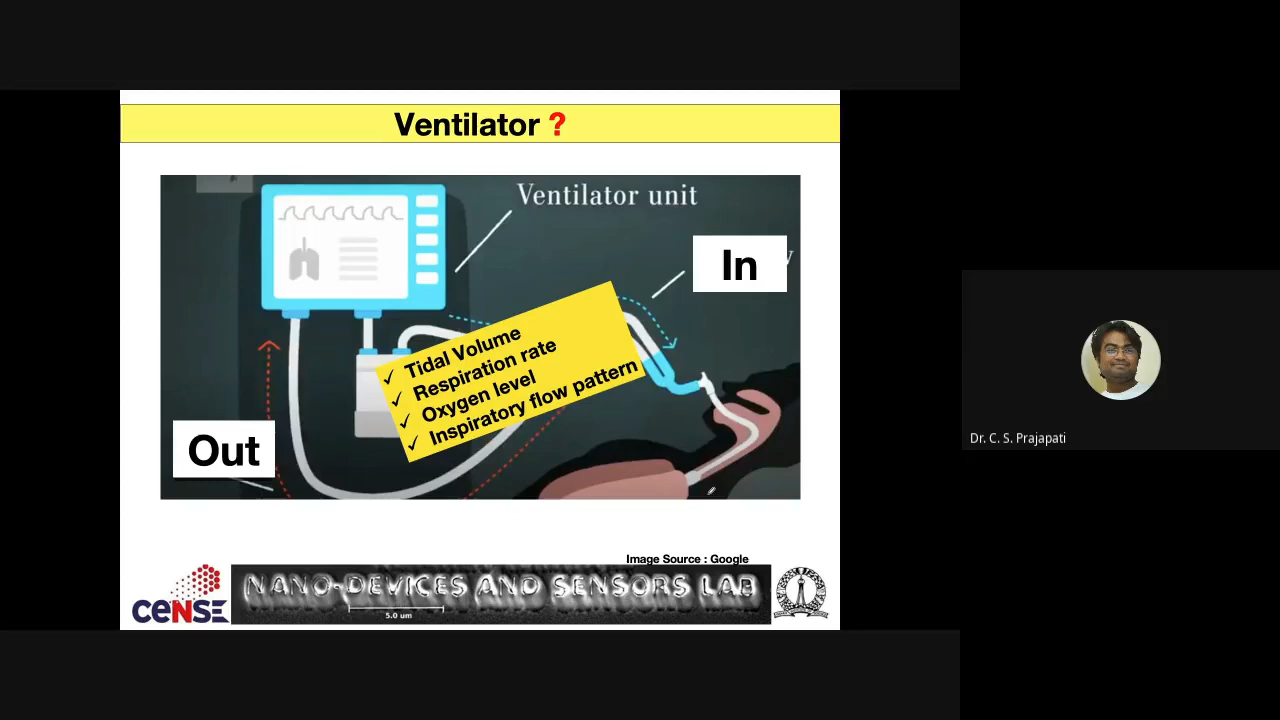 Ventilator ?
Ventilator unit
In
✓ Tidal Volume
✓ Respiration rate
✓ Oxygen level
✓ Inspiratory flow pattern
Out
Dr. C. S. Prajapati
Image Source : Google
ceNSE
NANO-DEVICES AND SENSORS LAB
5.0 um